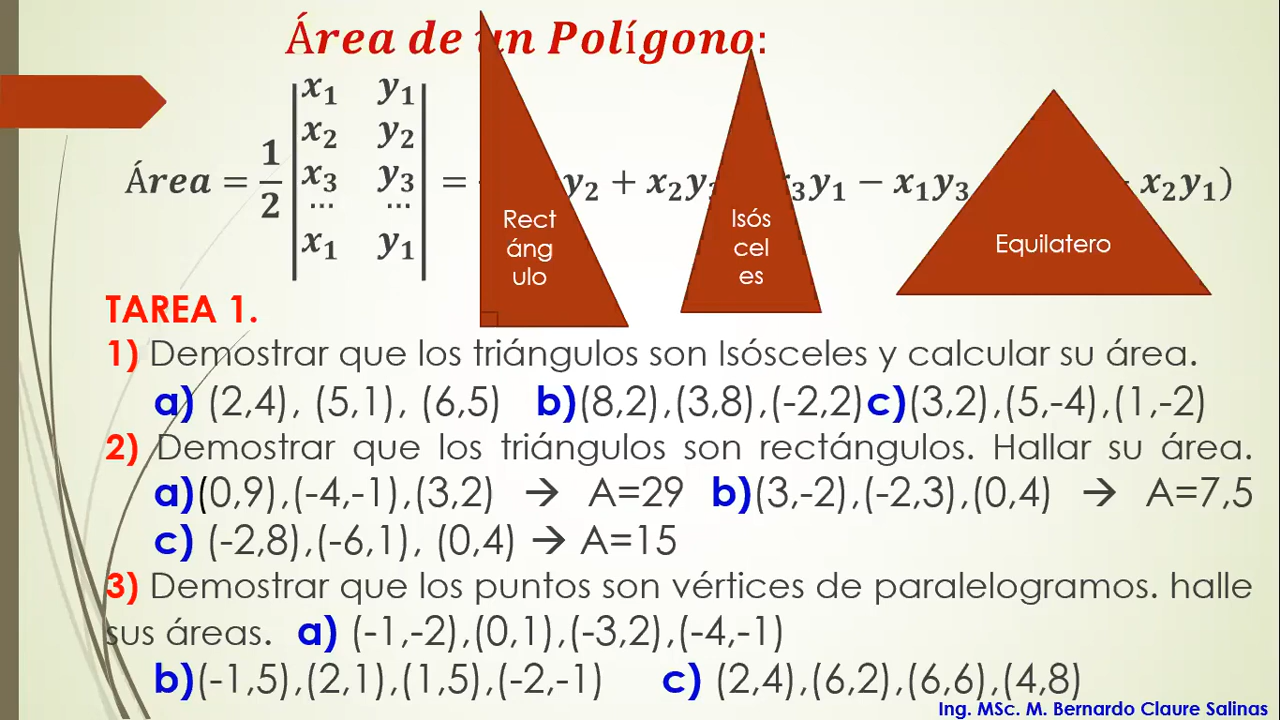 Área de un Polígono:
Área = 1/2 | x₁ y₁ x₂ y₂ x₃ y₃ ... ... x₁ y₁ | = y₂ + x₂y₃ x₃y₁ − x₁y₃ x₂y₁)
Rect
áng
ulo
Isós
cel
es
Equilatero
TAREA 1.
1) Demostrar que los triángulos son Isósceles y calcular su área.
a) (2,4), (5,1), (6,5) b)(8,2),(3,8),(-2,2)c)(3,2),(5,-4),(1,-2)
2) Demostrar que los triángulos son rectángulos. Hallar su área.
a)(0,9),(-4,-1),(3,2) → A=29 b)(3,-2),(-2,3),(0,4) → A=7,5
c) (-2,8),(-6,1), (0,4) → A=15
3) Demostrar que los puntos son vértices de paralelogramos. halle
sus áreas. a) (-1,-2),(0,1),(-3,2),(-4,-1)
b)(-1,5),(2,1),(1,5),(-2,-1) c) (2,4),(6,2),(6,6),(4,8)
Ing. MSc. M. Bernardo Claure Salinas